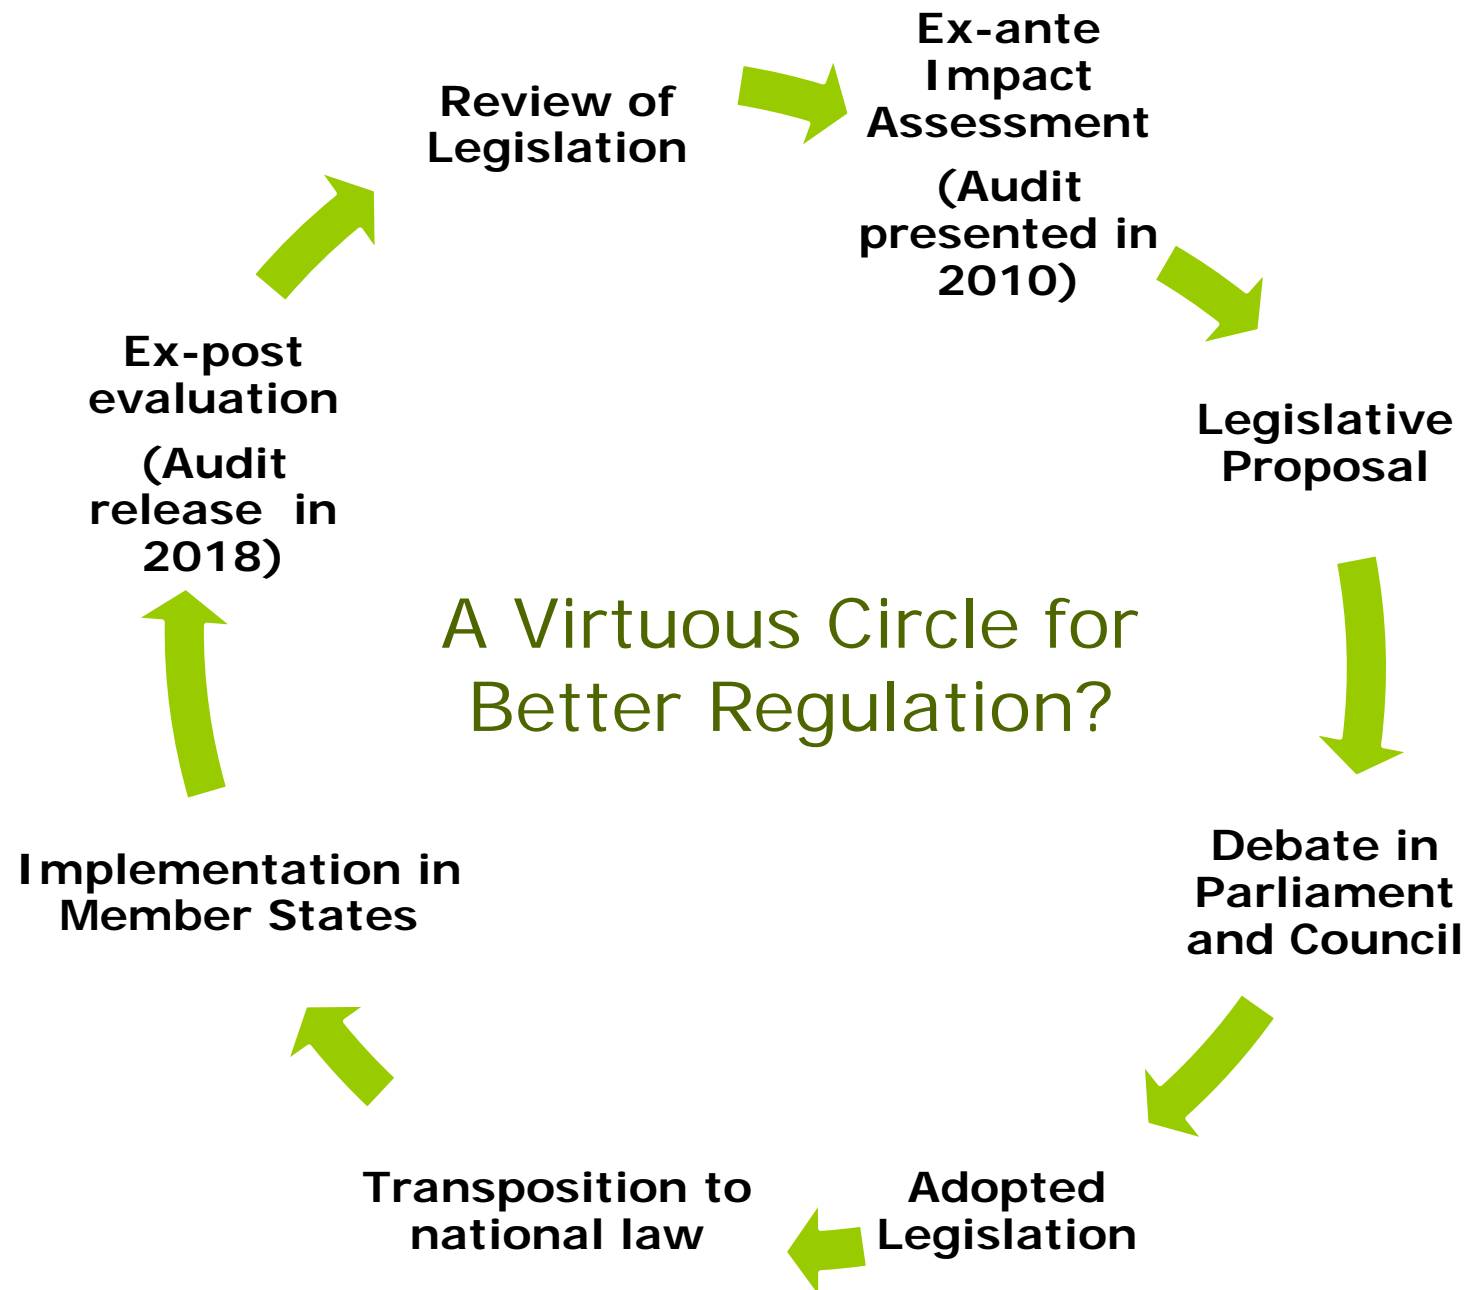 Ex-ante
Impact
Assessment
(Audit
presented in
2010)
Legislative
Proposal
Debate in
Parliament
and Council
Adopted
Legislation
Transposition to
national law
Implementation in
Member States
Ex-post
evaluation
(Audit
release in
2018)
Review of
Legislation
A Virtuous Circle for
Better Regulation?